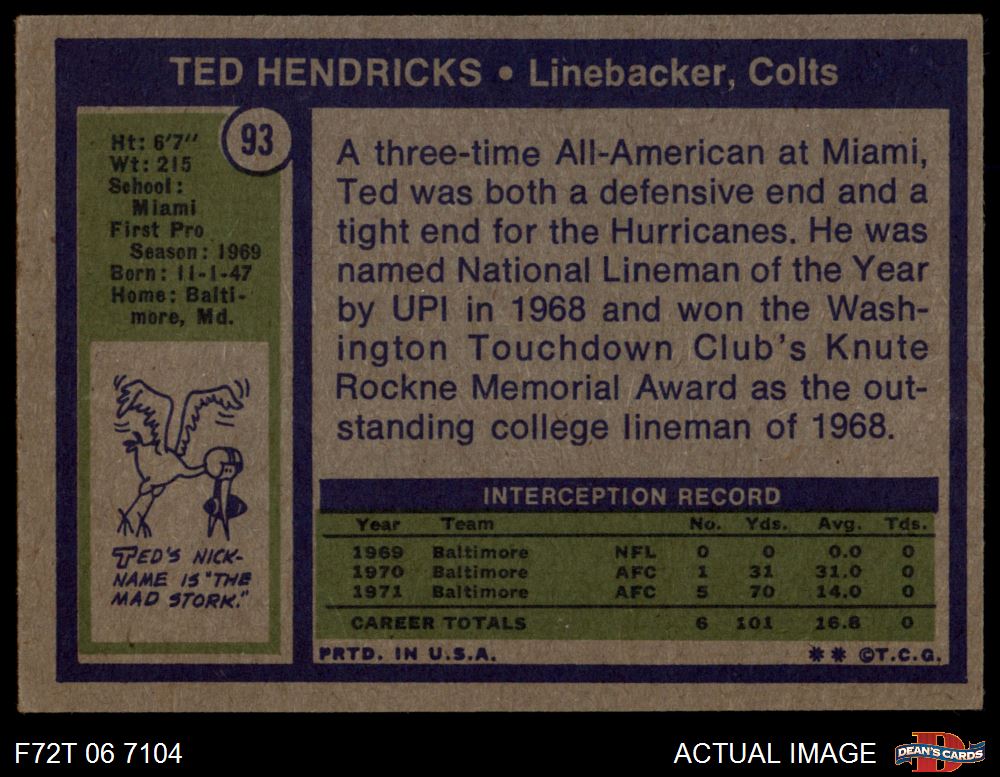 TED HENDRICKS • Linebacker, Colts
93
Ht: 6'7"
Wt: 215
School:
Miami
First Pro
Season: 1969
Born: 11-1-47
Home: Balti-
more, Md.
TED'S NICK-
NAME IS "THE
MAD STORK."
A three-time All-American at Miami,
Ted was both a defensive end and a
tight end for the Hurricanes. He was
named National Lineman of the Year
by UPI in 1968 and won the Wash-
ington Touchdown Club's Knute
Rockne Memorial Award as the out-
standing college lineman of 1968.
INTERCEPTION RECORD
Year Team No. Yds. Avg. Tds.
1969 Baltimore NFL 0 0 0.0 0
1970 Baltimore AFC 1 31 31.0 0
1971 Baltimore AFC 5 70 14.0 0
CAREER TOTALS 6 101 16.8 0
PRTD. IN U.S.A. ** ©T.C.G.
F72T 06 7104 ACTUAL IMAGE
D
DEAN'S CARDS